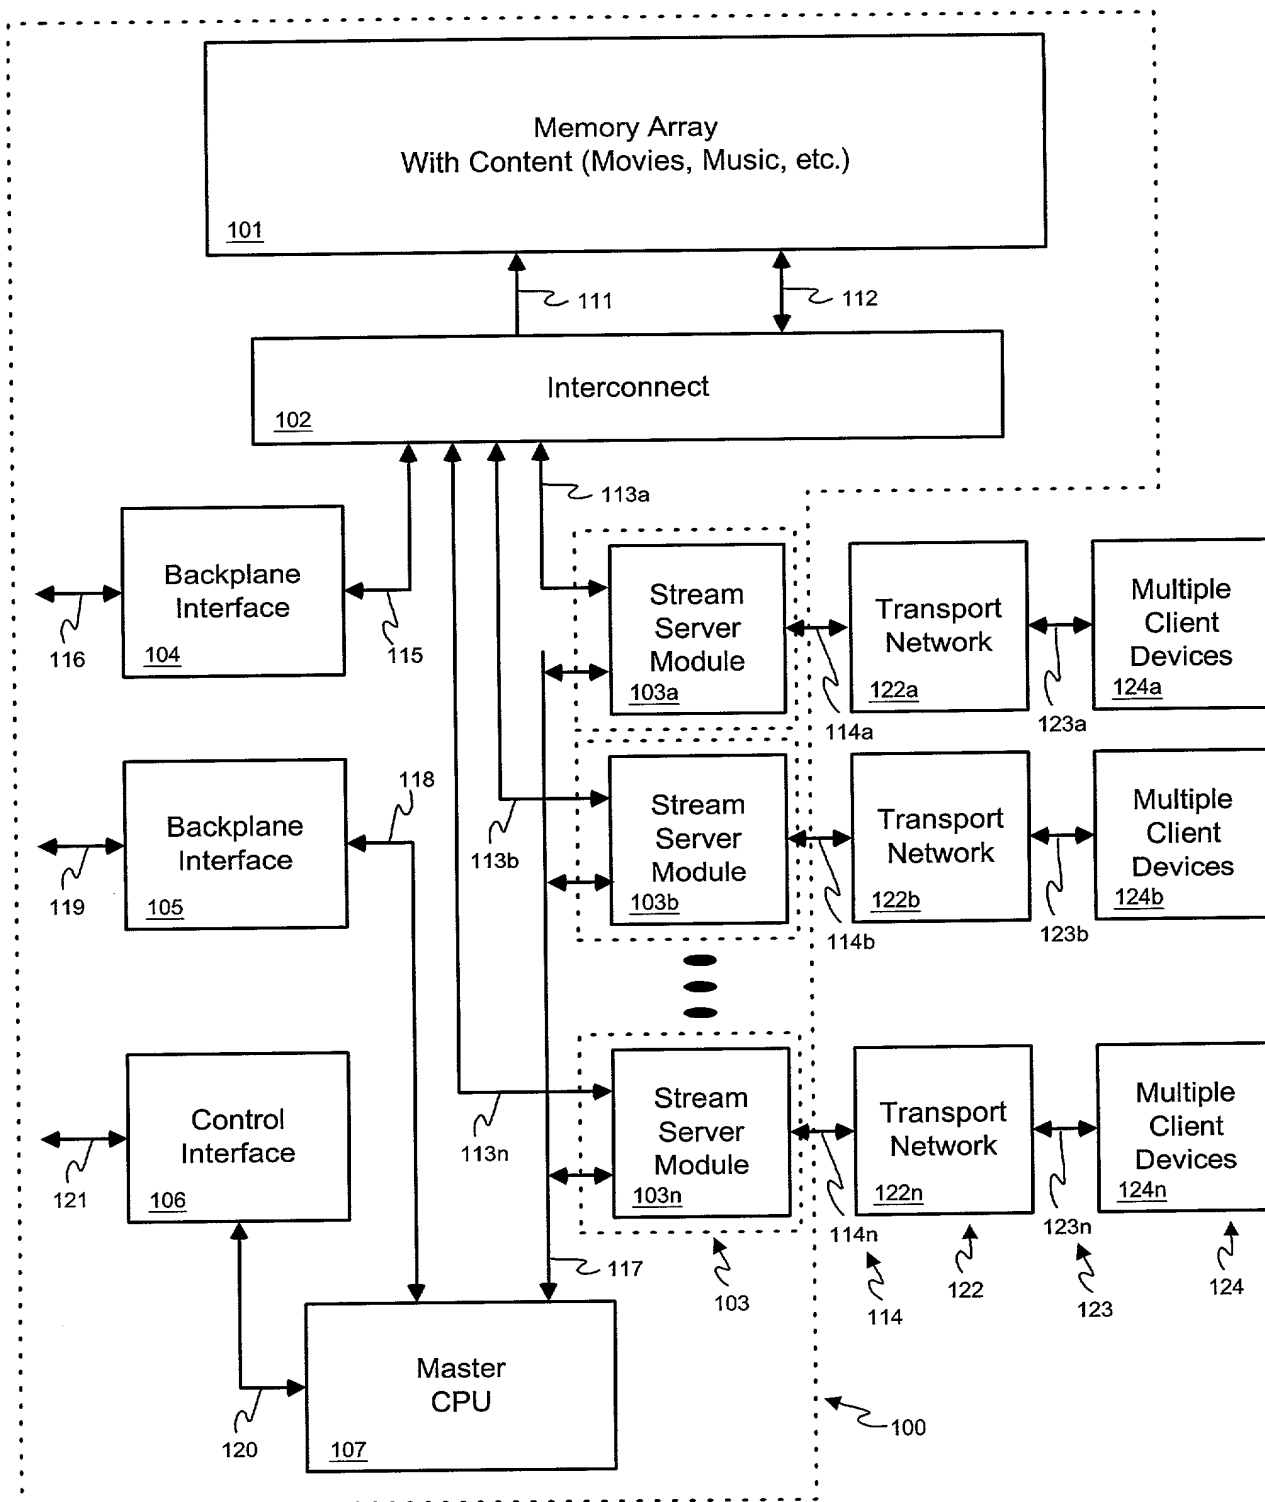 Memory Array
With Content (Movies, Music, etc.)
101
111
112
Interconnect
102
113a
Backplane
Interface
104
116
115
Stream
Server
Module
103a
Transport
Network
122a
Multiple
Client
Devices
124a
114a
123a
Backplane
Interface
105
119
118
113b
Stream
Server
Module
103b
Transport
Network
122b
Multiple
Client
Devices
124b
114b
123b
Control
Interface
106
121
113n
Stream
Server
Module
103n
Transport
Network
122n
Multiple
Client
Devices
124n
114n
123n
117
103
114
122
123
124
Master
CPU
107
120
100